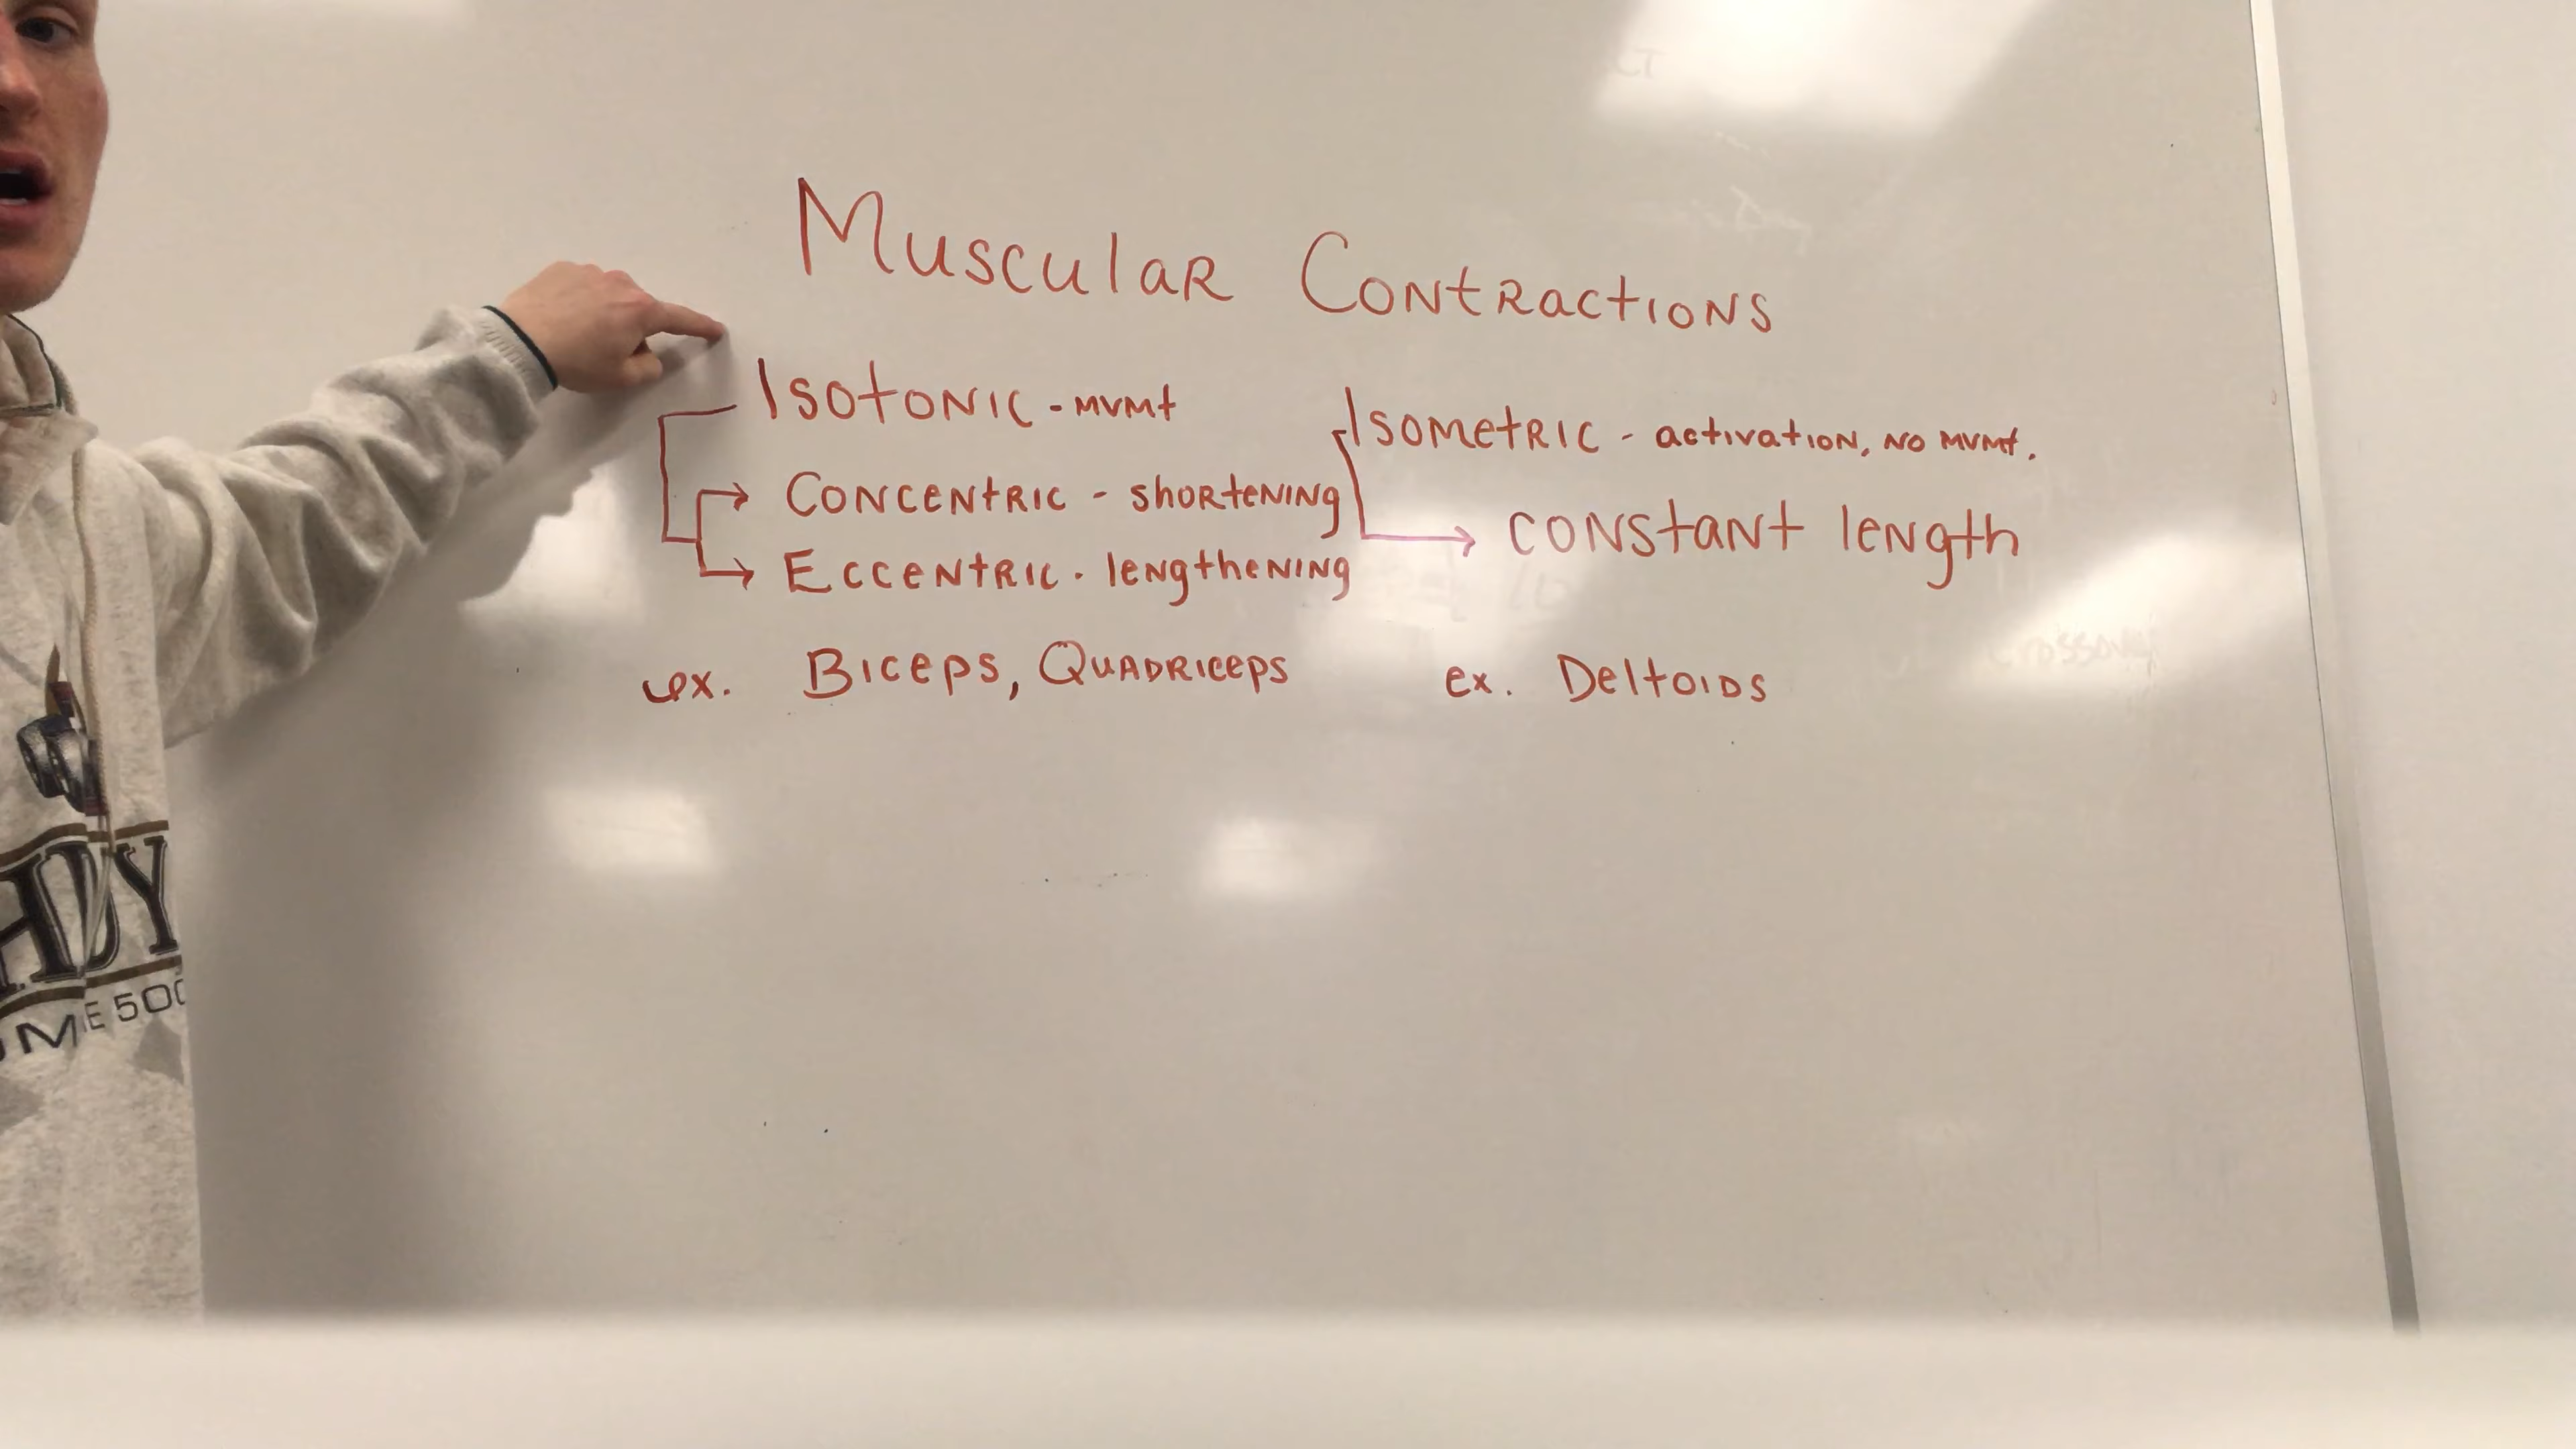 Muscular Contractions
Isotonic - mvmt
Concentric - shortening
Eccentric - lengthening
ex. Biceps, Quadriceps
Isometric - activation, no mvmt.
constant length
ex. Deltoids
E 500